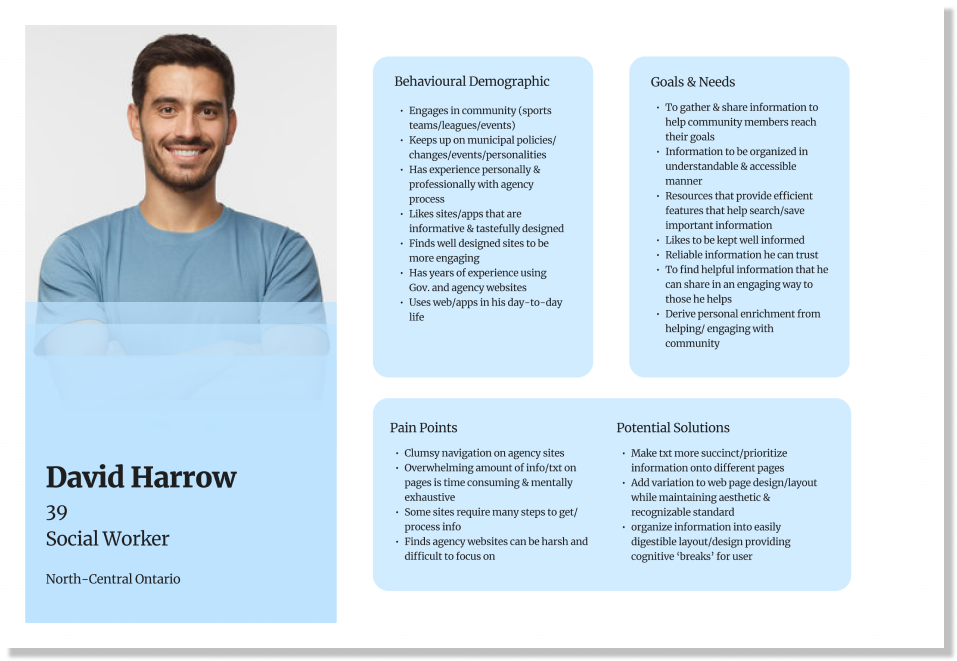 David Harrow
39
Social Worker
North-Central Ontario
Behavioural Demographic
• Engages in community (sports
teams/leagues/events)
• Keeps up on municipal policies/
changes/events/personalities
• Has experience personally &
professionally with agency
process
• Likes sites/apps that are
informative & tastefully designed
• Finds well designed sites to be
more engaging
• Has years of experience using
Gov. and agency websites
• Uses web/apps in his day-to-day
life
Goals & Needs
• To gather & share information to
help community members reach
their goals
• Information to be organized in
understandable & accessible
manner
• Resources that provide efficient
features that help search/save
important information
• Likes to be kept well informed
• Reliable information he can trust
• To find helpful information that he
can share in an engaging way to
those he helps
• Derive personal enrichment from
helping/ engaging with
community
Pain Points
• Clumsy navigation on agency sites
• Overwhelming amount of info/txt on
pages is time consuming & mentally
exhaustive
• Some sites require many steps to get/
process info
• Finds agency websites can be harsh and
difficult to focus on
Potential Solutions
• Make txt more succinct/prioritize
information onto different pages
• Add variation to web page design/layout
while maintaining aesthetic &
recognizable standard
• organize information into easily
digestible layout/design providing
cognitive ‘breaks’ for user